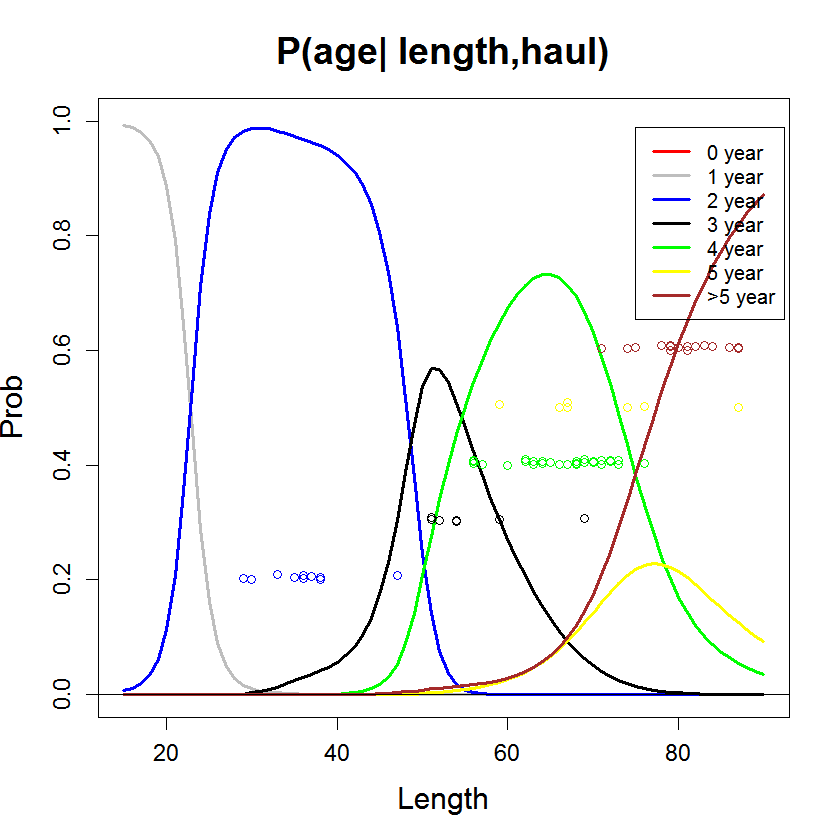 P(age| length,haul)
1.0
0.8
0.6
0.4
0.2
0.0
Prob
0 year
1 year
2 year
3 year
4 year
5 year
>5 year
20 40 60 80
Length